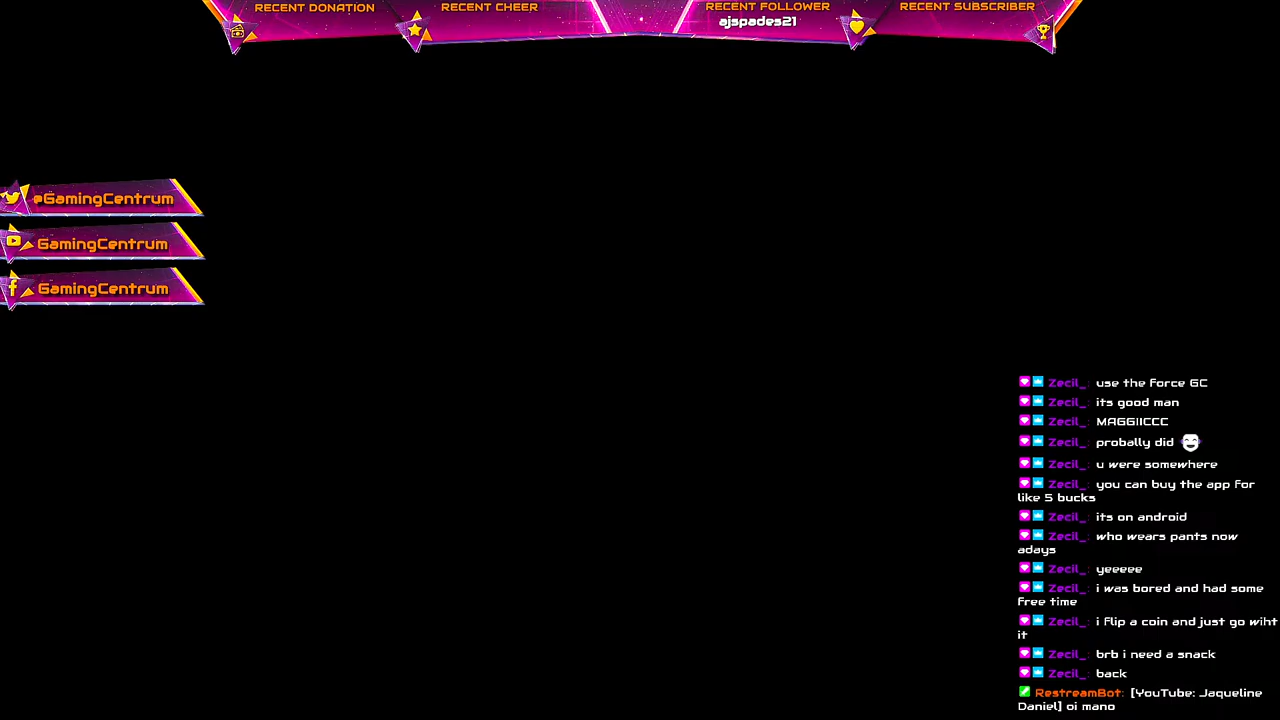 RECENT DONATION
RECENT CHEER
RECENT FOLLOWER
RECENT SUBSCRIBER
ajspades21
@GamingCentrum
GamingCentrum
GamingCentrum
Zecil_: use the Force GC
Zecil_: its good man
Zecil_: MAGGIICCC
Zecil_: probally did
Zecil_: u were somewhere
Zecil_: you can buy the app for
like 5 bucks
Zecil_: its on android
Zecil_: who wears pants now
adays
Zecil_: yeeeee
Zecil_: i was bored and had some
free time
Zecil_: i flip a coin and just go wiht
it
Zecil_: brb i need a snack
Zecil_: back
RestreamBot: [YouTube: Jaqueline
Daniel] oi mano